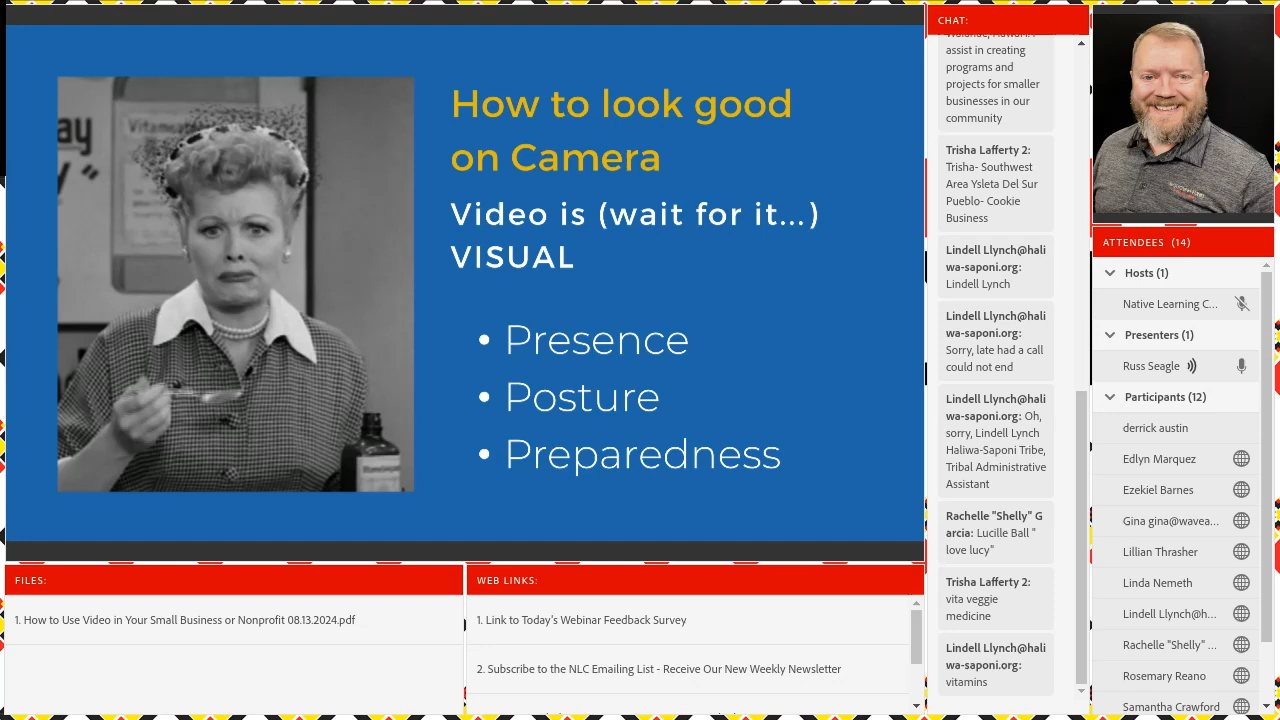 How to look good
on Camera
Video is (wait for it...)
VISUAL
• Presence
• Posture
• Preparedness
FILES:
1. How to Use Video in Your Small Business or Nonprofit 08.13.2024.pdf
WEB LINKS:
1. Link to Today's Webinar Feedback Survey
2. Subscribe to the NLC Emailing List - Receive Our New Weekly Newsletter
CHAT:
assist in creating
programs and
projects for smaller
businesses in our
community
Trisha Lafferty 2:
Trisha- Southwest
Area Ysleta Del Sur
Pueblo- Cookie
Business
Lindell Llynch@hali
wa-saponi.org:
Lindell Lynch
Lindell Llynch@hali
wa-saponi.org:
Sorry, late had a call
could not end
Lindell Llynch@hali
wa-saponi.org: Oh,
sorry, Lindell Lynch
Haliwa-Saponi Tribe,
Tribal Administrative
Assistant
Rachelle "Shelly" G
arcia: Lucille Ball "
love lucy"
Trisha Lafferty 2:
vita veggie
medicine
Lindell Llynch@hali
wa-saponi.org:
vitamins
ATTENDEES (14)
Hosts (1)
Native Learning C...
Presenters (1)
Russ Seagle
Participants (12)
derrick austin
Edlyn Marquez
Ezekiel Barnes
Gina gina@wavea...
Lillian Thrasher
Linda Nemeth
Lindell Llynch@h...
Rachelle "Shelly" ...
Rosemary Reano
Samantha Crawford